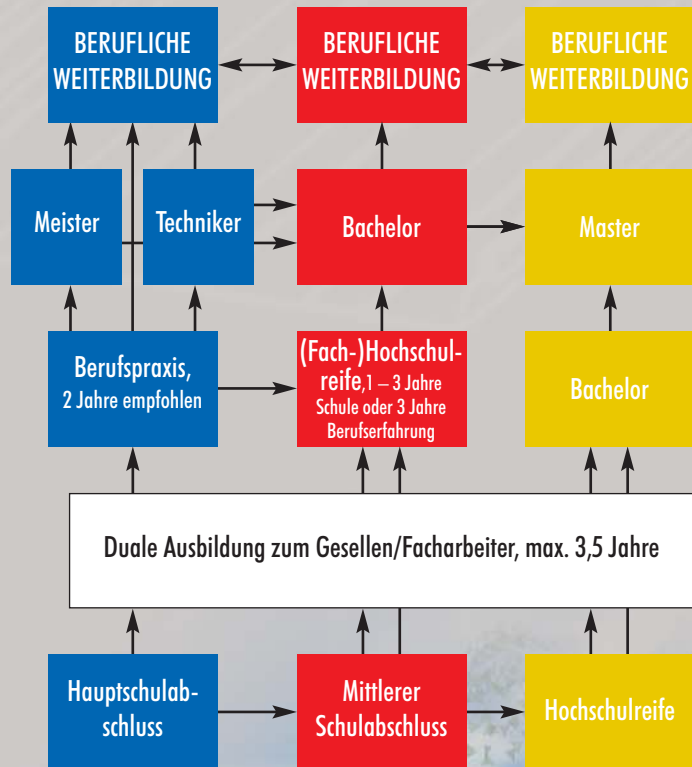 BERUFLICHE
WEITERBILDUNG
BERUFLICHE
WEITERBILDUNG
BERUFLICHE
WEITERBILDUNG
Meister
Techniker
Bachelor
Master
Berufspraxis,
2 Jahre empfohlen
(Fach-)Hochschul-
reife,1 – 3 Jahre
Schule oder 3 Jahre
Berufserfahrung
Bachelor
Duale Ausbildung zum Gesellen/Facharbeiter, max. 3,5 Jahre
Hauptschulab-
schluss
Mittlerer
Schulabschluss
Hochschulreife